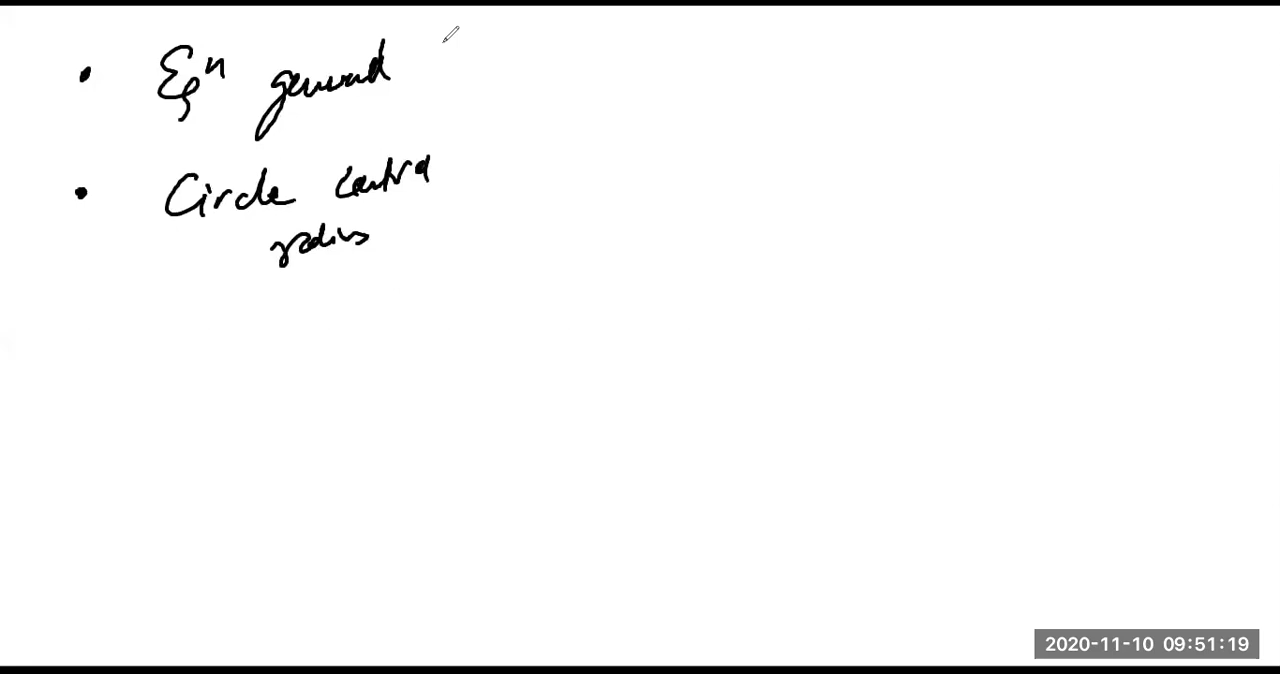 • Eqⁿ general
• Circle centre
radius
2020-11-10 09:51:19